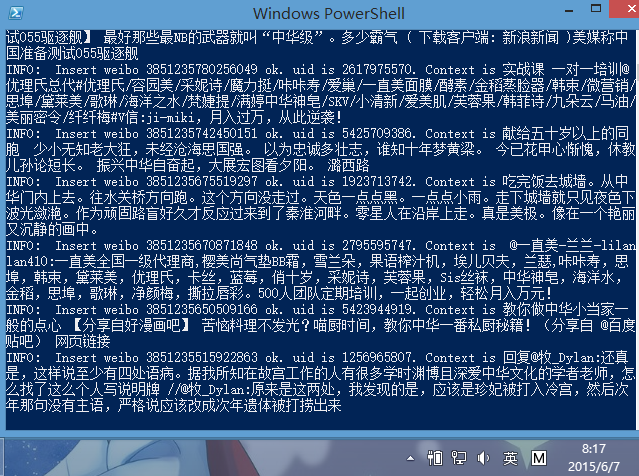 Windows PowerShell
试055驱逐舰】 最好那些最NB的武器就叫“中华级”。多少霸气 ( 下载客户端: 新浪新闻 )美媒称中
国准备测试055驱逐舰
INFO:  Insert weibo 3851235780256049 ok. uid is 2617975570. Context is 实战课 一对一培训@
优理氏总代#优理氏/容园美/采妮诗/魔力挺/咔咔寿/爱巢/一直美面膜/酵素/金稻蒸脸器/韩束/微营销/
思埠/黛莱美/歌琳/海洋之水/梵婕提/满婷中华神皂/SKV/小清新/爱美肌/芙蓉果/韩菲诗/九朵云/马油/
美丽密令/纤纤梅#V信:ji-miki，月入过万，从此逆袭！
INFO:  Insert weibo 3851235742450151 ok. uid is 5425709386. Context is 献给五十岁以上的同
胞  少小无知老大狂，未经沧海思国强。 以为忠诚多壮志，谁知十年梦黄梁。 今已花甲心惭愧，休教
儿孙论短长。 振兴中华自奋起，大展宏图看夕阳。 潞西路
INFO:  Insert weibo 3851235675519297 ok. uid is 1923713742. Context is 吃完饭去城墙。从中
华门内上去。往水关桥方向跑。这个方向没走过。天色一点点黑。一点点小雨。走下城墙就只见夜色下
波光潋滟。作为顽固路盲好久才反应过来到了秦淮河畔。零星人在沿岸上走。真是美极。像在一个艳丽
又沉静的画中。
INFO:  Insert weibo 3851235670871848 ok. uid is 2795595747. Context is  @一直美-兰兰-lilan
lan410:一直美全国一级代理商,樱美尚气垫BB霜，雪兰朵，果语榨汁机，埃儿贝夫，兰瑟,咔咔寿，思
埠，韩束，黛莱美，优理氏，卡丝，蓝莓，俏十岁，采妮诗，芙蓉果，Sis丝袜，中华神皂，海洋水，
金稻，思埠，歌琳，净颜梅，撕拉唇彩。500人团队定期培训，一起创业，轻松月入万元!
INFO:  Insert weibo 3851235650509166 ok. uid is 5423944919. Context is 教你做中华小当家一
般的点心 【分享自好漫画吧】 苦恼料理不发光？喵厨时间，教你中华一番私厨秘籍！（分享自 @百度
贴吧） 网页链接
INFO:  Insert weibo 3851235515922863 ok. uid is 1256965807. Context is 回复@牧_Dylan:还真
是，这样说至少有四处语病。据我所知在故宫工作的人有很多学时渊博且深爱中华文化的学者老师，怎
么找了这么个人写说明牌 //@牧_Dylan:原来是这两处，我发现的是，应该是珍妃被打入冷宫，然后次
年那句没有主语，严格说应该改成次年遗体被打捞出来
英
M
8:17
2015/6/7